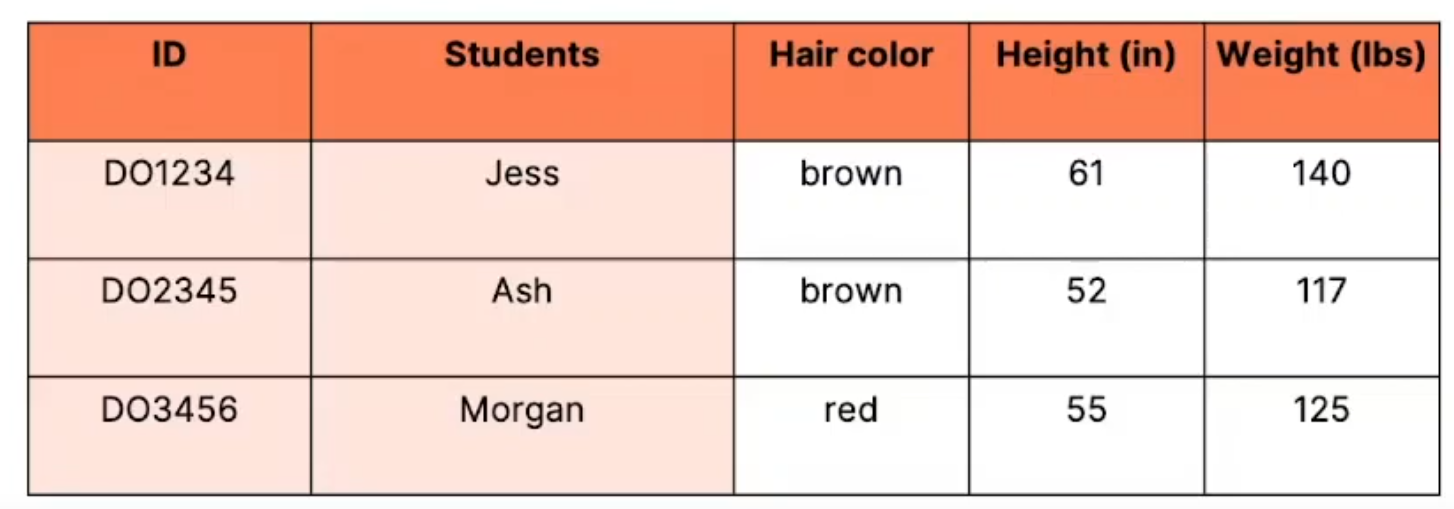 ID Students Hair color Height (in) Weight (lbs)
DO1234 Jess brown 61 140
DO2345 Ash brown 52 117
DO3456 Morgan red 55 125